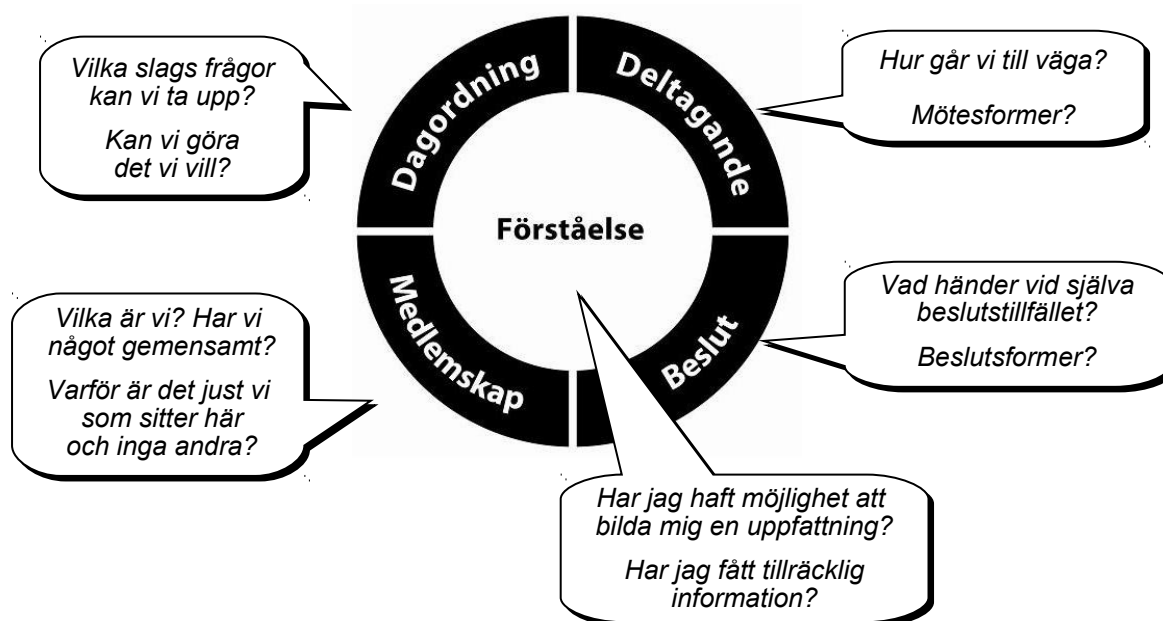 Vilka slags frågor
kan vi ta upp?
Kan vi göra
det vi vill?
Dagordning
Deltagande
Hur går vi till väga?
Mötesformer?
Förståelse
Vilka är vi? Har vi
något gemensamt?
Varför är det just vi
som sitter här
och inga andra?
Medlemskap
Beslut
Vad händer vid själva
beslutstillfället?
Beslutsformer?
Har jag haft möjlighet att
bilda mig en uppfattning?
Har jag fått tillräcklig
information?